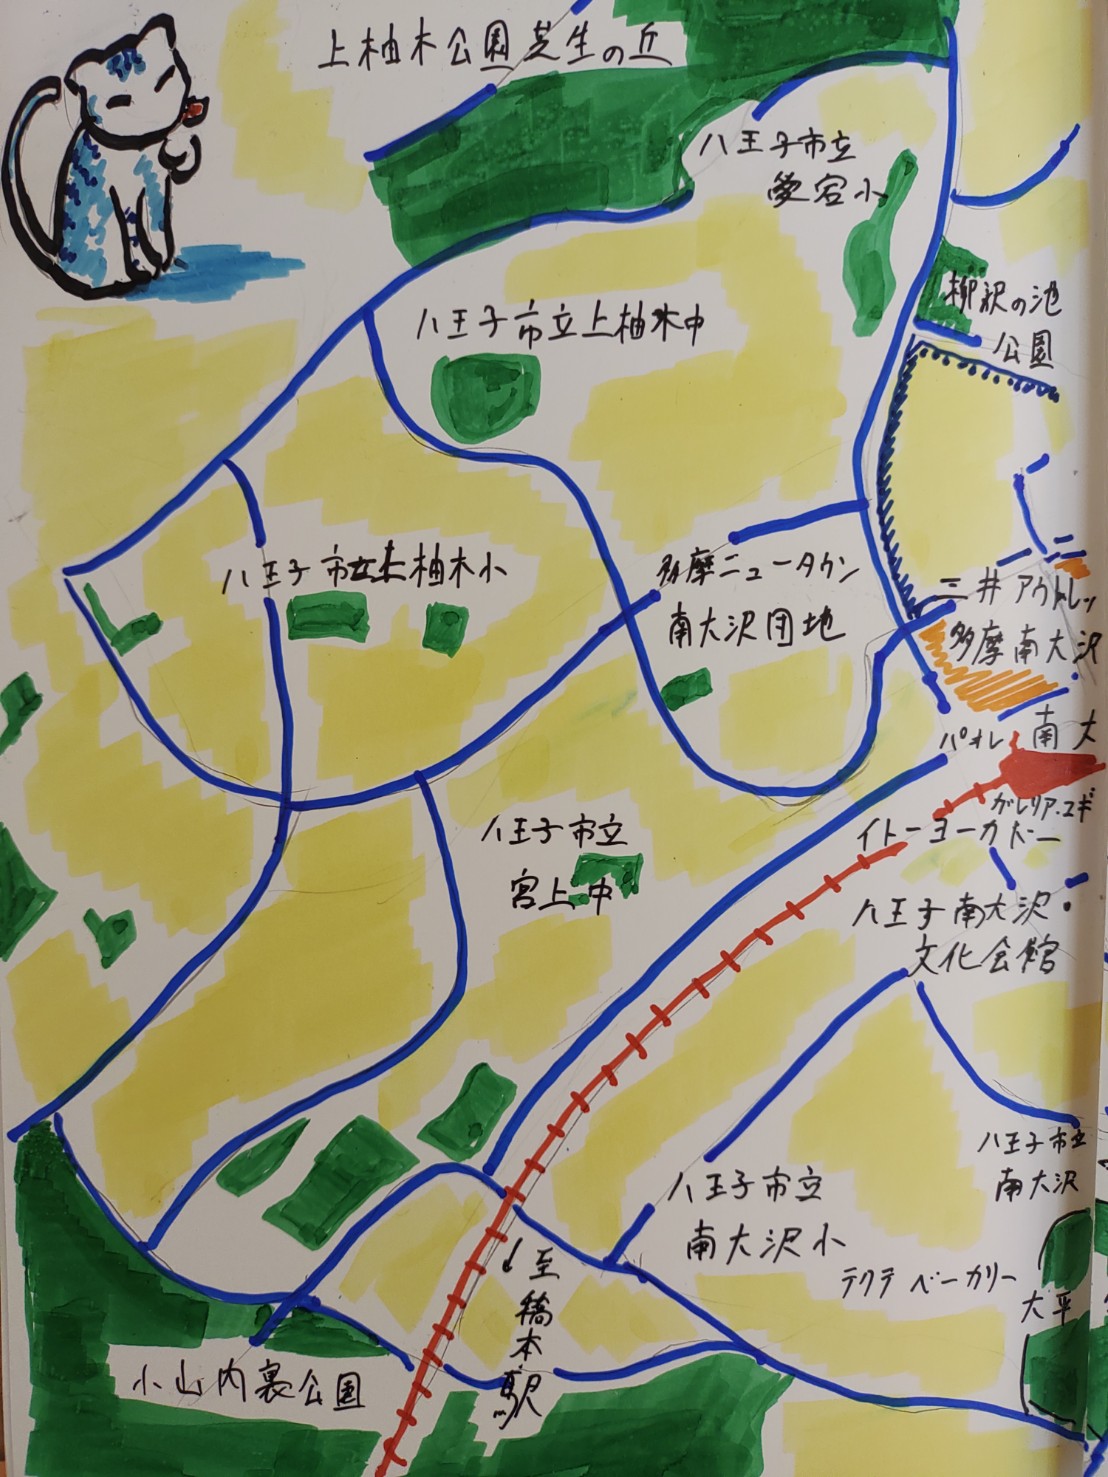 上柚木公園芝生の丘
八王子市立
愛宕小
柳沢の池
公園
八王子市立上柚木中
八王子市立上柚木小
多摩ニュータウン
南大沢団地
三井アウトレッ
多摩南大沢
パオレ
南大
ガレリア・ユギ
イトーヨーカドー
八王子市立
宮上中
八王子南大沢
文化会館
八王子市立
南大沢
八王子市立
南大沢小
テクテ ベーカリー
大平
↓至橋本駅
小山内裏公園